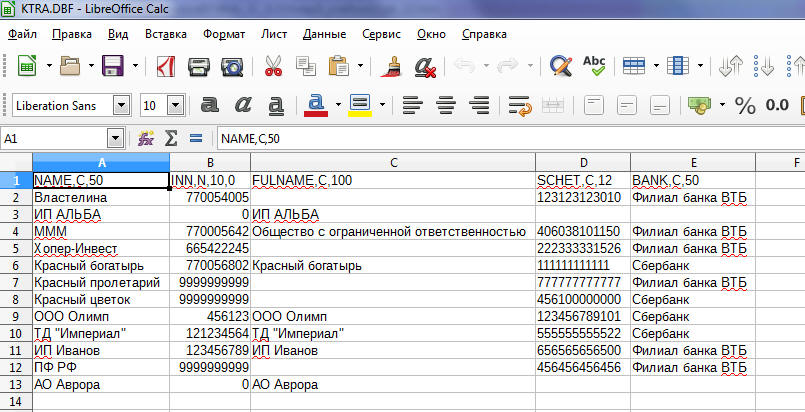 KTRA.DBF - LibreOffice Calc
Файл Правка Вид Вставка Формат Лист Данные Сервис Окно Справка
Abc
Liberation Sans 10 a a a a % 0.0
A1 fx Σ = NAME,C,50
A B C D E F
1 NAME,C,50 INN,N,10,0 FULNAME,C,100 SCHET,C,12 BANK,C,50
2 Властелина 770054005 123123123010 Филиал банка ВТБ
3 ИП АЛЬБА 0 ИП АЛЬБА
4 МММ 770005642 Общество с ограниченной ответственностью 406038101150 Филиал банка ВТБ
5 Хопер-Инвест 665422245 222333331526 Филиал банка ВТБ
6 Красный богатырь 770056802 Красный богатырь 111111111111 Сбербанк
7 Красный пролетарий 9999999999 777777777777 Филиал банка ВТБ
8 Красный цветок 9999999999 456100000000 Сбербанк
9 ООО Олимп 456123 ООО Олимп 123456789101 Сбербанк
10 ТД "Империал" 121234564 ТД "Империал" 555555555522 Сбербанк
11 ИП Иванов 123456789 ИП Иванов 656565656500 Филиал банка ВТБ
12 ПФ РФ 9999999999 456456456456 Филиал банка ВТБ
13 АО Аврора 0 АО Аврора
14